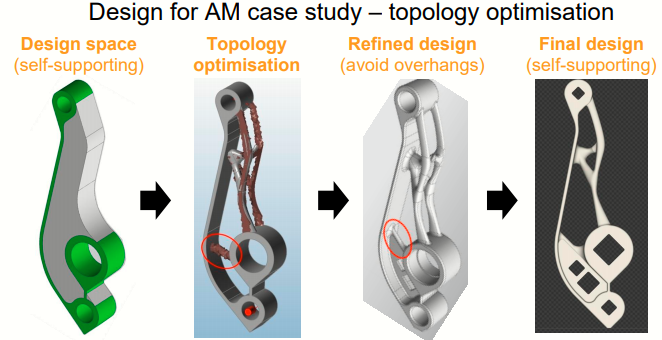 Design for AM case study – topology optimisation
Design space
(self-supporting)
Topology
optimisation
Refined design
(avoid overhangs)
Final design
(self-supporting)